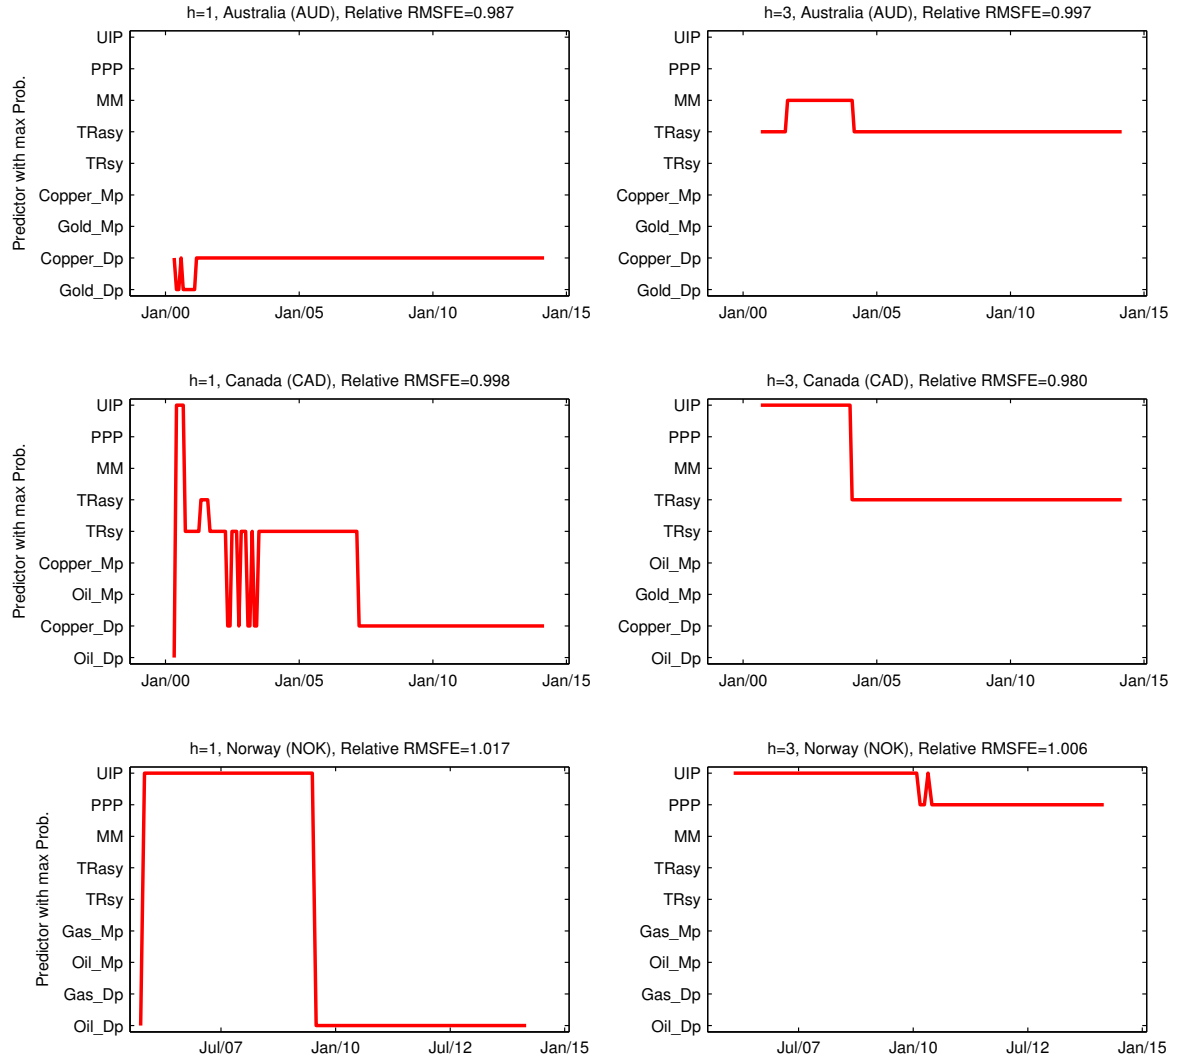 h=1, Australia (AUD), Relative RMSFE=0.987
Predictor with max Prob.
UIP
PPP
MM
TRasy
TRsy
Copper_Mp
Gold_Mp
Copper_Dp
Gold_Dp
Jan/00 Jan/05 Jan/10 Jan/15
h=3, Australia (AUD), Relative RMSFE=0.997
UIP
PPP
MM
TRasy
TRsy
Copper_Mp
Gold_Mp
Copper_Dp
Gold_Dp
Jan/00 Jan/05 Jan/10 Jan/15
h=1, Canada (CAD), Relative RMSFE=0.998
Predictor with max Prob.
UIP
PPP
MM
TRasy
TRsy
Copper_Mp
Oil_Mp
Copper_Dp
Oil_Dp
Jan/00 Jan/05 Jan/10 Jan/15
h=3, Canada (CAD), Relative RMSFE=0.980
UIP
PPP
MM
TRasy
TRsy
Oil_Mp
Gold_Mp
Copper_Dp
Oil_Dp
Jan/00 Jan/05 Jan/10 Jan/15
h=1, Norway (NOK), Relative RMSFE=1.017
Predictor with max Prob.
UIP
PPP
MM
TRasy
TRsy
Gas_Mp
Oil_Mp
Gas_Dp
Oil_Dp
Jul/07 Jan/10 Jul/12 Jan/15
h=3, Norway (NOK), Relative RMSFE=1.006
UIP
PPP
MM
TRasy
TRsy
Gas_Mp
Oil_Mp
Gas_Dp
Oil_Dp
Jul/07 Jan/10 Jul/12 Jan/15